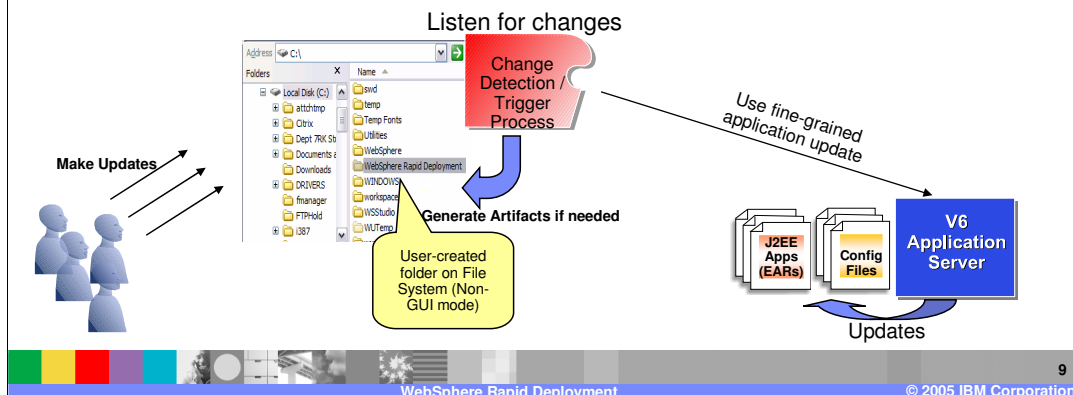 Listen for changes
Address C:\
Folders X Name
Local Disk (C:)
attchtmp
Citrix
Dept 7RK St
Documents a
Downloads
DRIVERS
fmanager
FTPHold
i387
swd
temp
Temp Fonts
Utilities
WebSphere
WebSphere Rapid Deployment
WINDOWS
workspace
WSStudio
WUTemp
Change
Detection /
Trigger
Process
Make Updates
Generate Artifacts if needed
User-created
folder on File
System (Non-
GUI mode)
Use fine-grained
application update
J2EE
Apps
(EARs)
Config
Files
V6
Application
Server
Updates
9
WebSphere Rapid Deployment
© 2005 IBM Corporation